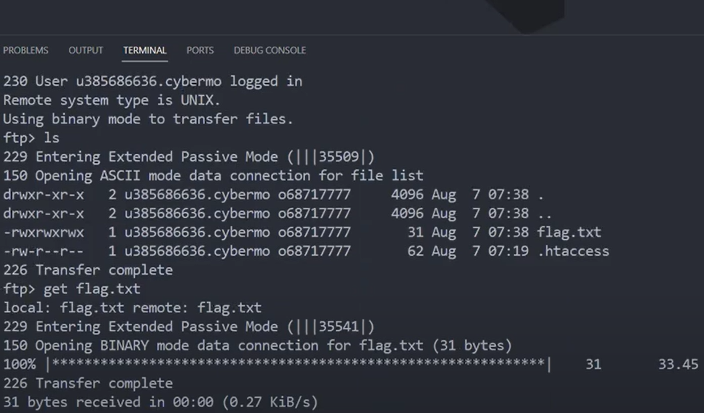 PROBLEMS OUTPUT TERMINAL PORTS DEBUG CONSOLE
230 User u385686636.cybermo logged in
Remote system type is UNIX.
Using binary mode to transfer files.
ftp> ls
229 Entering Extended Passive Mode (|||35509|)
150 Opening ASCII mode data connection for file list
drwxr-xr-x   2 u385686636.cybermo o68717777     4096 Aug  7 07:38 .
drwxr-xr-x   2 u385686636.cybermo o68717777     4096 Aug  7 07:38 ..
-rwxrwxrwx   1 u385686636.cybermo o68717777       31 Aug  7 07:38 flag.txt
-rw-r--r--   1 u385686636.cybermo o68717777       62 Aug  7 07:19 .htaccess
226 Transfer complete
ftp> get flag.txt
local: flag.txt remote: flag.txt
229 Entering Extended Passive Mode (|||35541|)
150 Opening BINARY mode data connection for flag.txt (31 bytes)
100% |*************************************************************|    31       33.45
226 Transfer complete
31 bytes received in 00:00 (0.27 KiB/s)